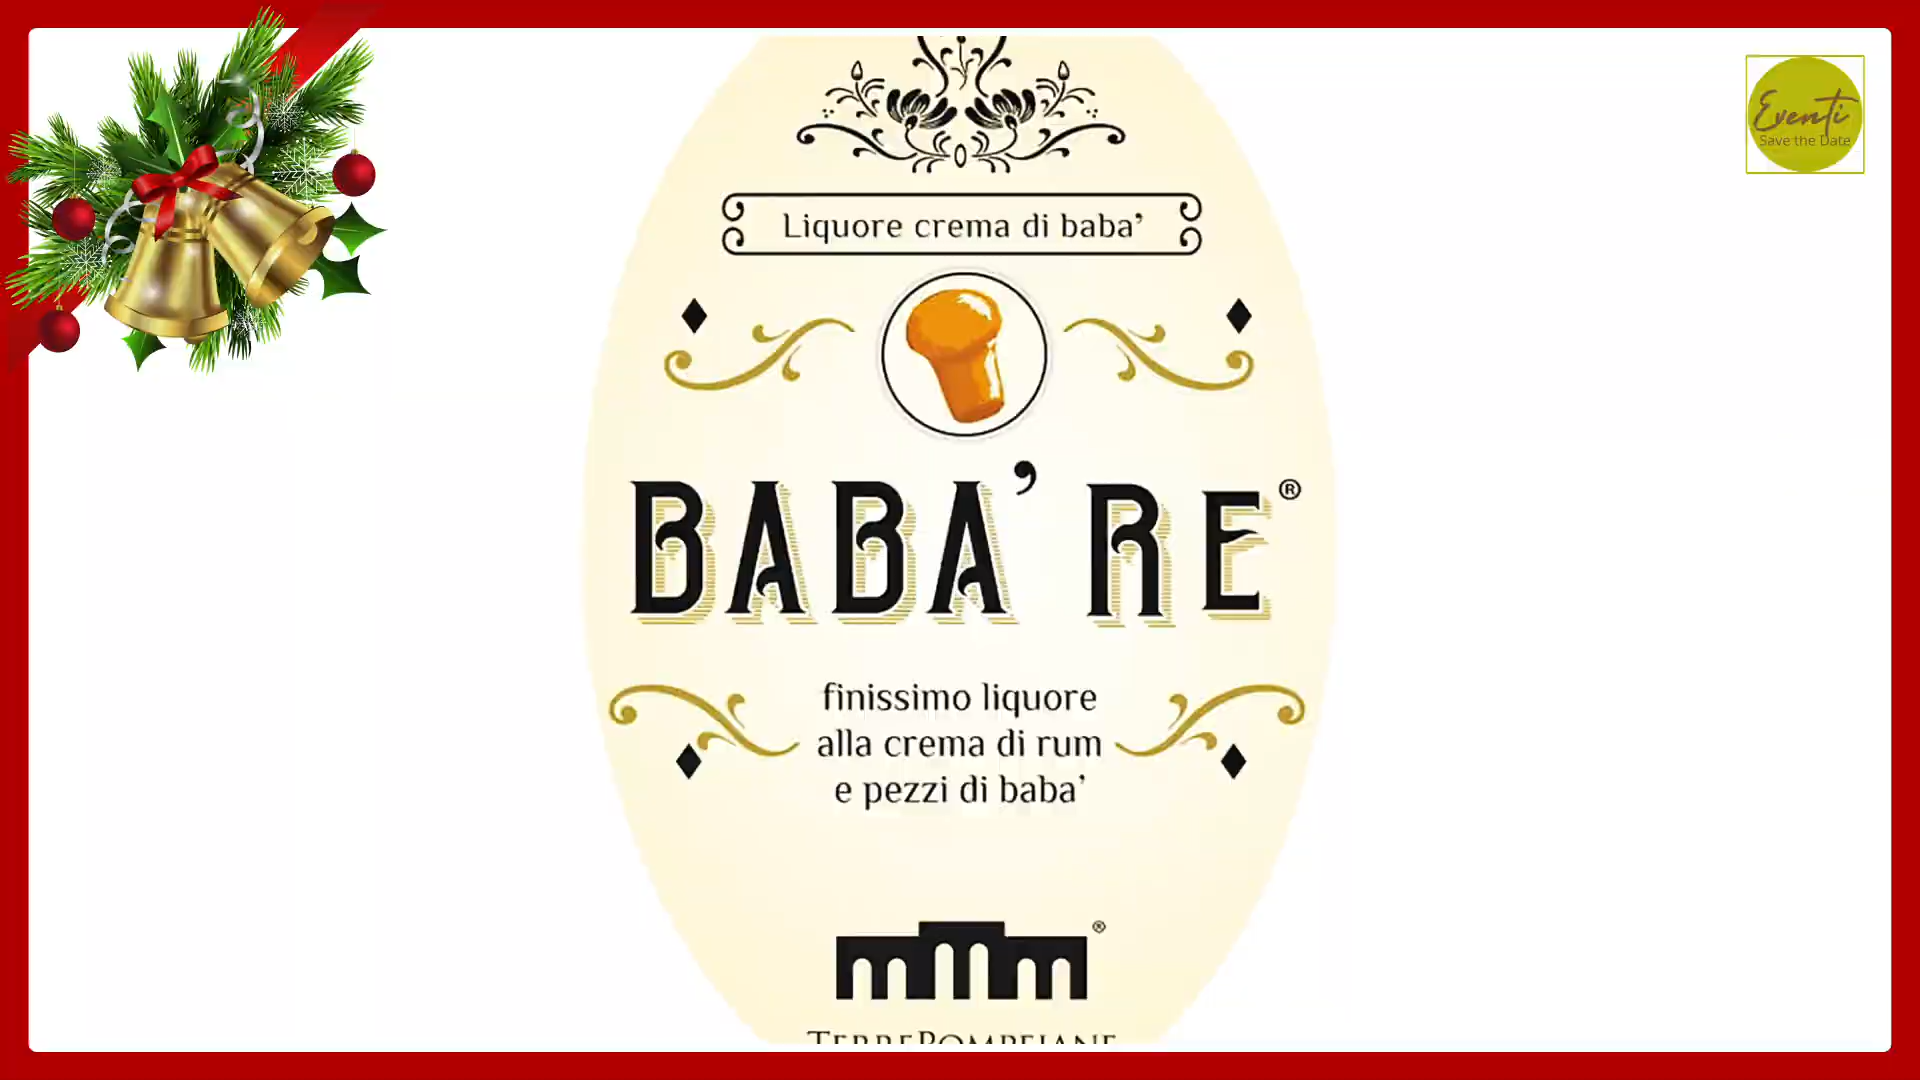 Eventi
Save the Date
Liquore crema di baba’
BABA’ RE®
finissimo liquore
alla crema di rum
e pezzi di baba’
®
TERREPOMPEIANE